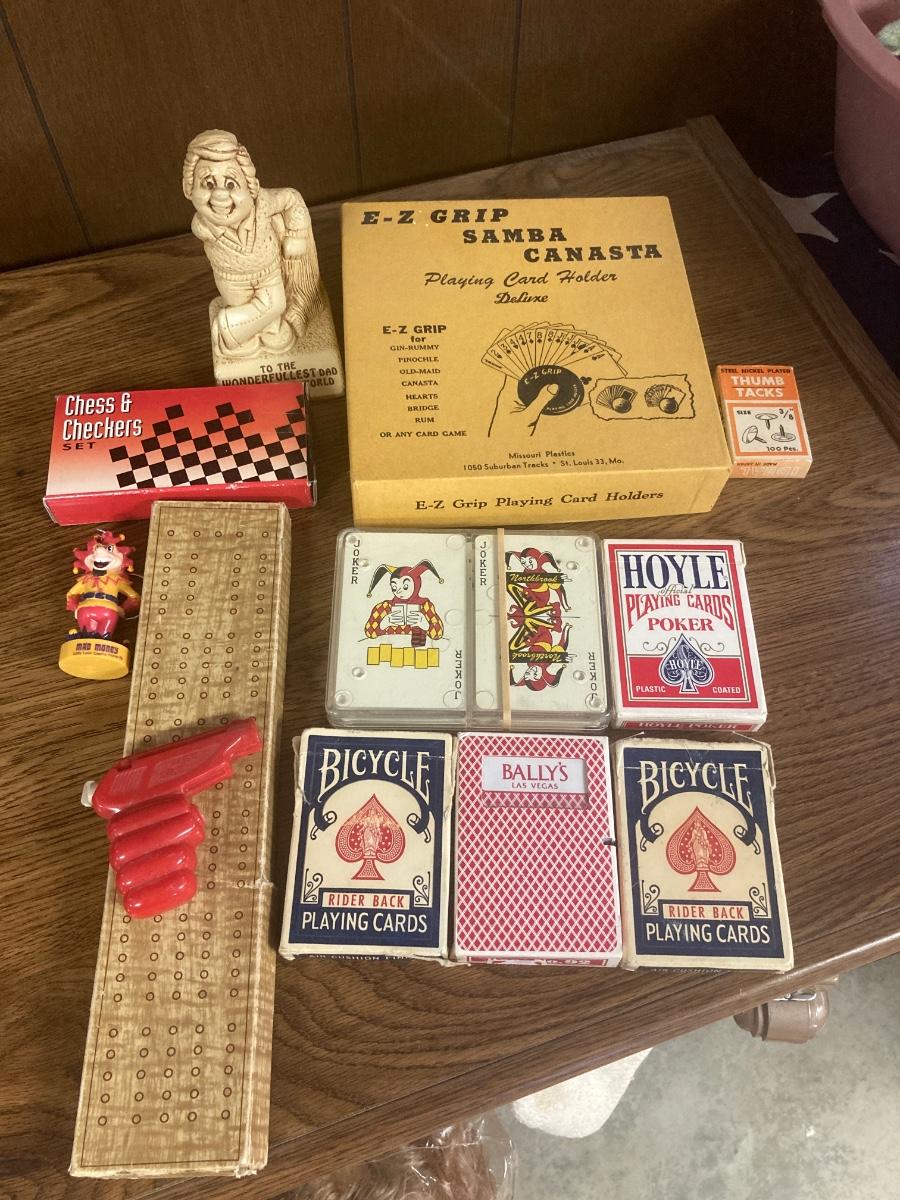 TO THE
WONDERFULLEST DAD
E-Z GRIP
SAMBA
CANASTA
Playing Card Holder
DeLuxe
E-Z GRIP
for
GIN-RUMMY
PINOCHLE
OLD-MAID
CANASTA
HEARTS
BRIDGE
RUM
OR ANY CARD GAME
E-Z GRIP
Missouri Plastics
1050 Suburban Tracks • St. Louis 33, Mo.
E-Z Grip Playing Card Holders
STEEL NICKEL PLATED
THUMB
TACKS
SIZE 3/8"
100 Pcs.
Chess &
Checkers
SET
MAD MONEY
JOKER
JOKER
JOKER
Northbrook
Northbrook
JOKER
HOYLE
official
PLAYING CARDS
POKER
HOYLE
PLASTIC COATED
HOYLE POKER
BICYCLE
RIDER BACK
PLAYING CARDS
BALLY'S
LAS VEGAS
BICYCLE
RIDER BACK
PLAYING CARDS